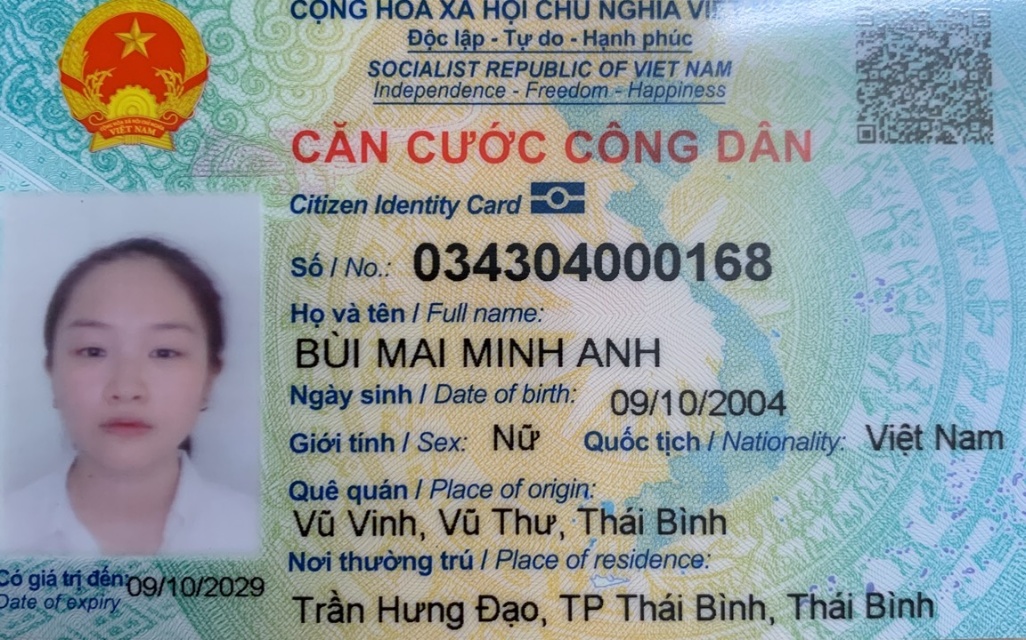 CỘNG HÒA XÃ HỘI CHỦ NGHĨA
Độc lập - Tự do - Hạnh phúc
SOCIALIST REPUBLIC OF VIET NAM
Independence - Freedom - Happiness
VIỆT NAM
CĂN CƯỚC CÔNG DÂN
Citizen Identity Card
Số / No.: 034304000168
Họ và tên / Full name:
BÙI MAI MINH ANH
Ngày sinh / Date of birth: 09/10/2004
Giới tính / Sex: Nữ Quốc tịch / Nationality: Việt Nam
Quê quán / Place of origin:
Vũ Vinh, Vũ Thư, Thái Bình
Nơi thường trú / Place of residence:
Có giá trị đến: 09/10/2029
Date of expiry
Trần Hưng Đạo, TP Thái Bình, Thái Bình